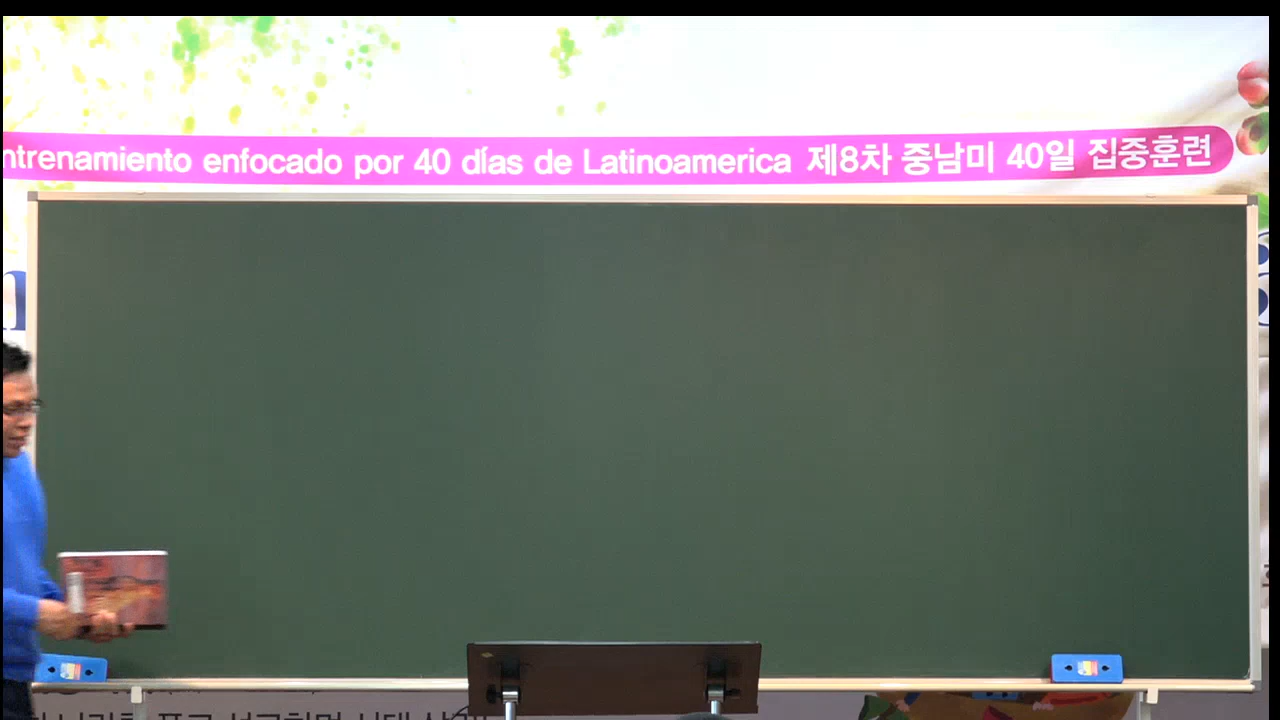 ntrenamiento enfocado por 40 días de Latinoamerica 제8차 중남미 40일 집중훈련